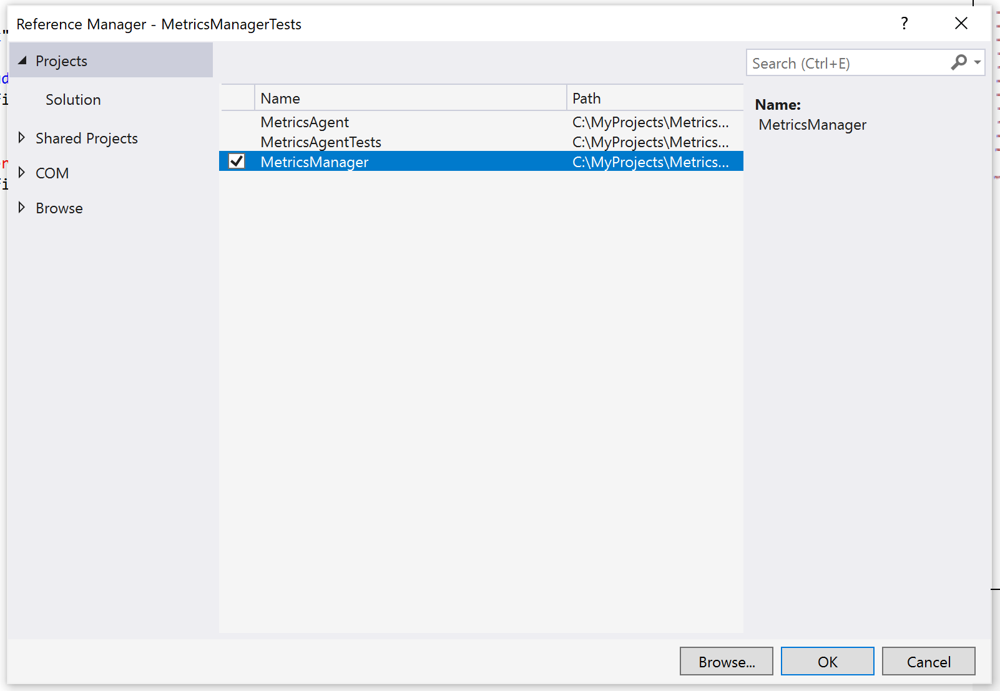 Reference Manager - MetricsManagerTests
?
Projects
Search (Ctrl+E)
Solution
Shared Projects
COM
Browse
Name Path
MetricsAgent C:\MyProjects\Metrics...
MetricsAgentTests C:\MyProjects\Metrics...
MetricsManager C:\MyProjects\Metrics...
Name:
MetricsManager
Browse... OK Cancel